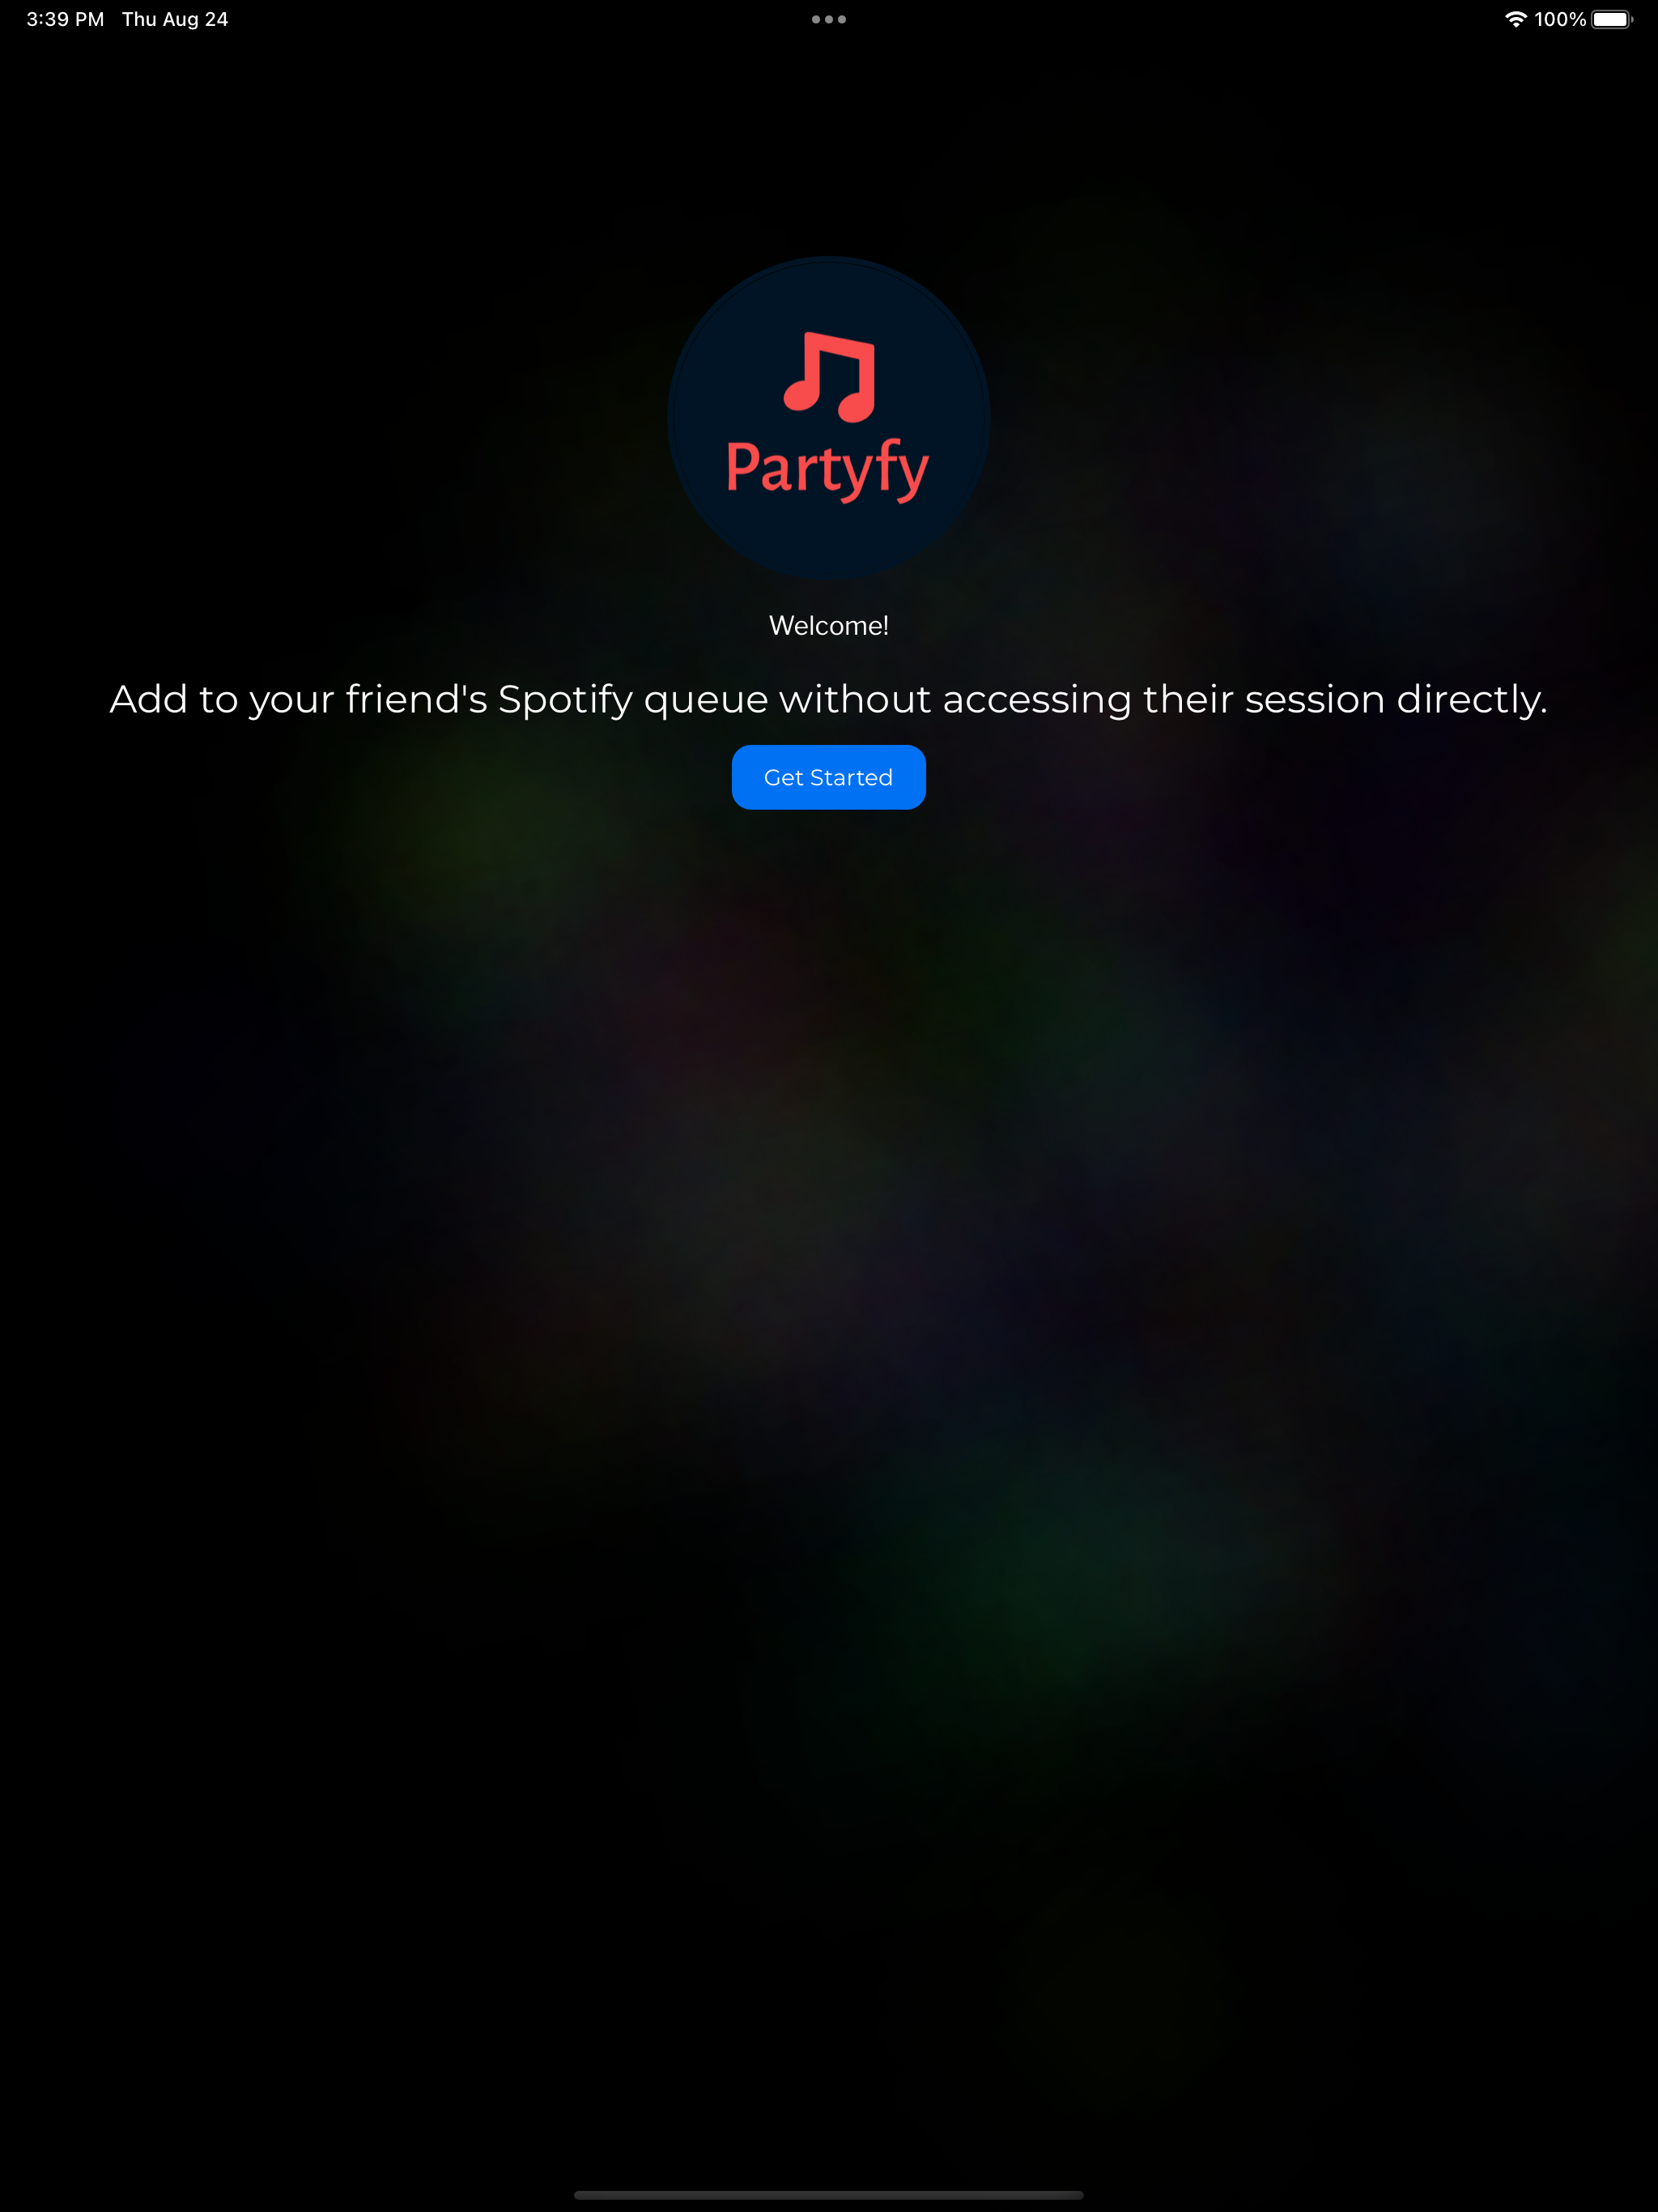 3:39 PM Thu Aug 24
100%
Partyfy
Welcome!
Add to your friend's Spotify queue without accessing their session directly.
Get Started